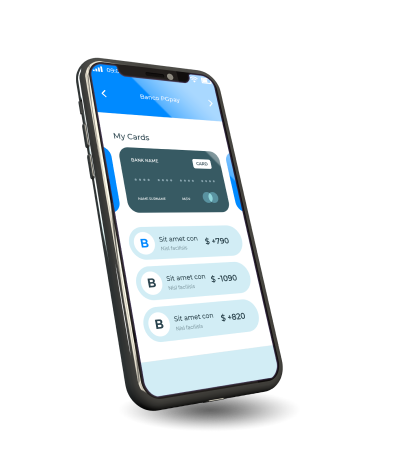 Banco PGpay
My Cards
BANK NAME
CARD
**** **** **** ****
NAME SURNAME
B
Sit amet con
Nisl facilisis
$ +790
B
Sit amet con
Nisl facilisis
$ -1090
B
Sit amet con
Nisl facilisis
$ +820